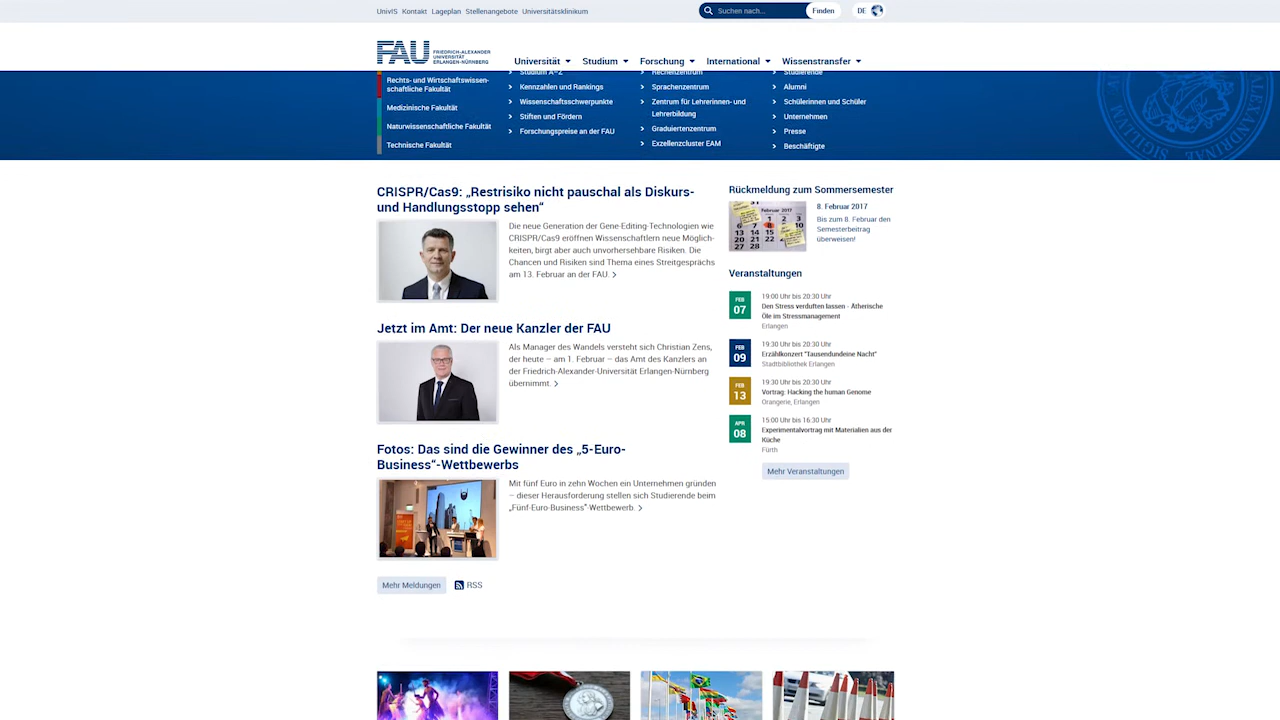 UnivIS Kontakt Lageplan Stellenangebote Universitätsklinikum
Suchen nach...
Finden
DE
FAU
FRIEDRICH-ALEXANDER
UNIVERSITÄT
ERLANGEN-NÜRNBERG
Universität Studium Forschung International Wissenstransfer
Rechts- und Wirtschaftswissen-
schaftliche Fakultät
Medizinische Fakultät
Naturwissenschaftliche Fakultät
Technische Fakultät
Studium A–Z
Kennzahlen und Rankings
Wissenschaftsschwerpunkte
Stiften und Fördern
Forschungspreise an der FAU
Rechenzentrum
Sprachenzentrum
Zentrum für Lehrerinnen- und
Lehrerbildung
Graduiertenzentrum
Exzellenzcluster EAM
Studierende
Alumni
Schülerinnen und Schüler
Unternehmen
Presse
Beschäftigte
CRISPR/Cas9: „Restrisiko nicht pauschal als Diskurs-
und Handlungsstopp sehen“
Die neue Generation der Gene-Editing-Technologien wie
CRISPR/Cas9 eröffnen Wissenschaftlern neue Möglich-
keiten, birgt aber auch unvorhersehbare Risiken. Die
Chancen und Risiken sind Thema eines Streitgesprächs
am 13. Februar an der FAU.
Jetzt im Amt: Der neue Kanzler der FAU
Als Manager des Wandels versteht sich Christian Zens,
der heute – am 1. Februar – das Amt des Kanzlers an
der Friedrich-Alexander-Universität Erlangen-Nürnberg
übernimmt.
Fotos: Das sind die Gewinner des „5-Euro-
Business“-Wettbewerbs
Mit fünf Euro in zehn Wochen ein Unternehmen gründen
– dieser Herausforderung stellen sich Studierende beim
„Fünf-Euro-Business“-Wettbewerb.
Mehr Meldungen
RSS
Rückmeldung zum Sommersemester
Februar 2017
8. Februar 2017
Bis zum 8. Februar den
Semesterbeitrag
überweisen!
Veranstaltungen
FEB
07
19:00 Uhr bis 20:30 Uhr
Den Stress verduften lassen - Ätherische
Öle im Stressmanagement
Erlangen
FEB
09
19:30 Uhr bis 20:30 Uhr
Erzählkonzert "Tausendundeine Nacht"
Stadtbibliothek Erlangen
FEB
13
19:30 Uhr bis 20:30 Uhr
Vortrag: Hacking the human Genome
Orangerie, Erlangen
APR
08
15:00 Uhr bis 16:30 Uhr
Experimentalvortrag mit Materialien aus der
Küche
Fürth
Mehr Veranstaltungen